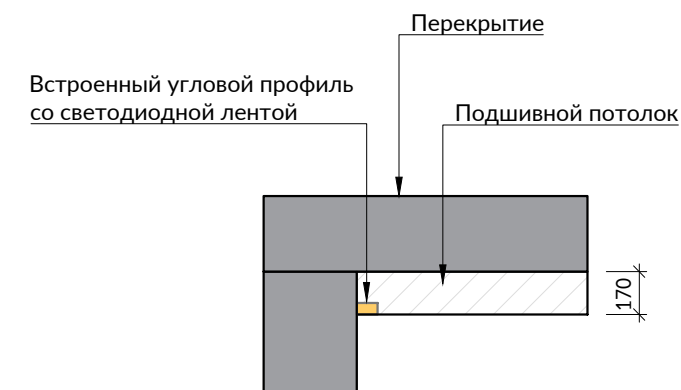 Перекрытие
Встроенный угловой профиль
со светодиодной лентой
Подшивной потолок
170